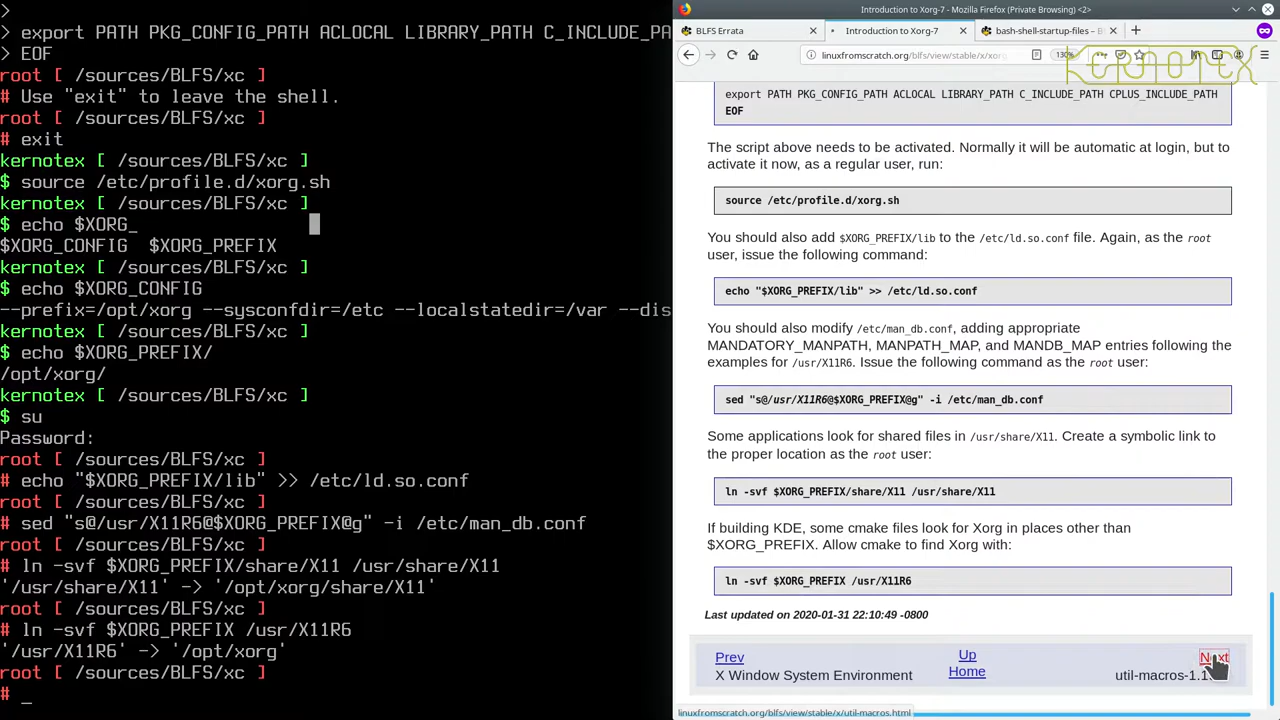 >
> export PATH PKG_CONFIG_PATH ACLOCAL LIBRARY_PATH C_INCLUDE_PA
> EOF
root [ /sources/BLFS/xc ]
# Use "exit" to leave the shell.
root [ /sources/BLFS/xc ]
# exit
kernotex [ /sources/BLFS/xc ]
$ source /etc/profile.d/xorg.sh
kernotex [ /sources/BLFS/xc ]
$ echo $XORG_
$XORG_CONFIG  $XORG_PREFIX
kernotex [ /sources/BLFS/xc ]
$ echo $XORG_CONFIG
--prefix=/opt/xorg --sysconfdir=/etc --localstatedir=/var --dis
kernotex [ /sources/BLFS/xc ]
$ echo $XORG_PREFIX/
/opt/xorg/
kernotex [ /sources/BLFS/xc ]
$ su
Password:
root [ /sources/BLFS/xc ]
# echo "$XORG_PREFIX/lib" >> /etc/ld.so.conf
root [ /sources/BLFS/xc ]
# sed "s@/usr/X11R6@$XORG_PREFIX@g" -i /etc/man_db.conf
root [ /sources/BLFS/xc ]
# ln -svf $XORG_PREFIX/share/X11 /usr/share/X11
'/usr/share/X11' -> '/opt/xorg/share/X11'
root [ /sources/BLFS/xc ]
# ln -svf $XORG_PREFIX /usr/X11R6
'/usr/X11R6' -> '/opt/xorg'
root [ /sources/BLFS/xc ]
# _
Introduction to Xorg-7 - Mozilla Firefox (Private Browsing) <2>
BLFS Errata
Introduction to Xorg-7
bash-shell-startup-files – B
linuxfromscratch.org/blfs/view/stable/x/xorg
130%
KERNOTEX
export PATH PKG_CONFIG_PATH ACLOCAL LIBRARY_PATH C_INCLUDE_PATH CPLUS_INCLUDE_PATH
EOF
The script above needs to be activated. Normally it will be automatic at login, but to
activate it now, as a regular user, run:
source /etc/profile.d/xorg.sh
You should also add $XORG_PREFIX/lib to the /etc/ld.so.conf file. Again, as the root
user, issue the following command:
echo "$XORG_PREFIX/lib" >> /etc/ld.so.conf
You should also modify /etc/man_db.conf, adding appropriate
MANDATORY_MANPATH, MANPATH_MAP, and MANDB_MAP entries following the
examples for /usr/X11R6. Issue the following command as the root user:
sed "s@/usr/X11R6@$XORG_PREFIX@g" -i /etc/man_db.conf
Some applications look for shared files in /usr/share/X11. Create a symbolic link to
the proper location as the root user:
ln -svf $XORG_PREFIX/share/X11 /usr/share/X11
If building KDE, some cmake files look for Xorg in places other than
$XORG_PREFIX. Allow cmake to find Xorg with:
ln -svf $XORG_PREFIX /usr/X11R6
Last updated on 2020-01-31 22:10:49 -0800
Prev
X Window System Environment
Up
Home
Next
util-macros-1.1
linuxfromscratch.org/blfs/view/stable/x/util-macros.html